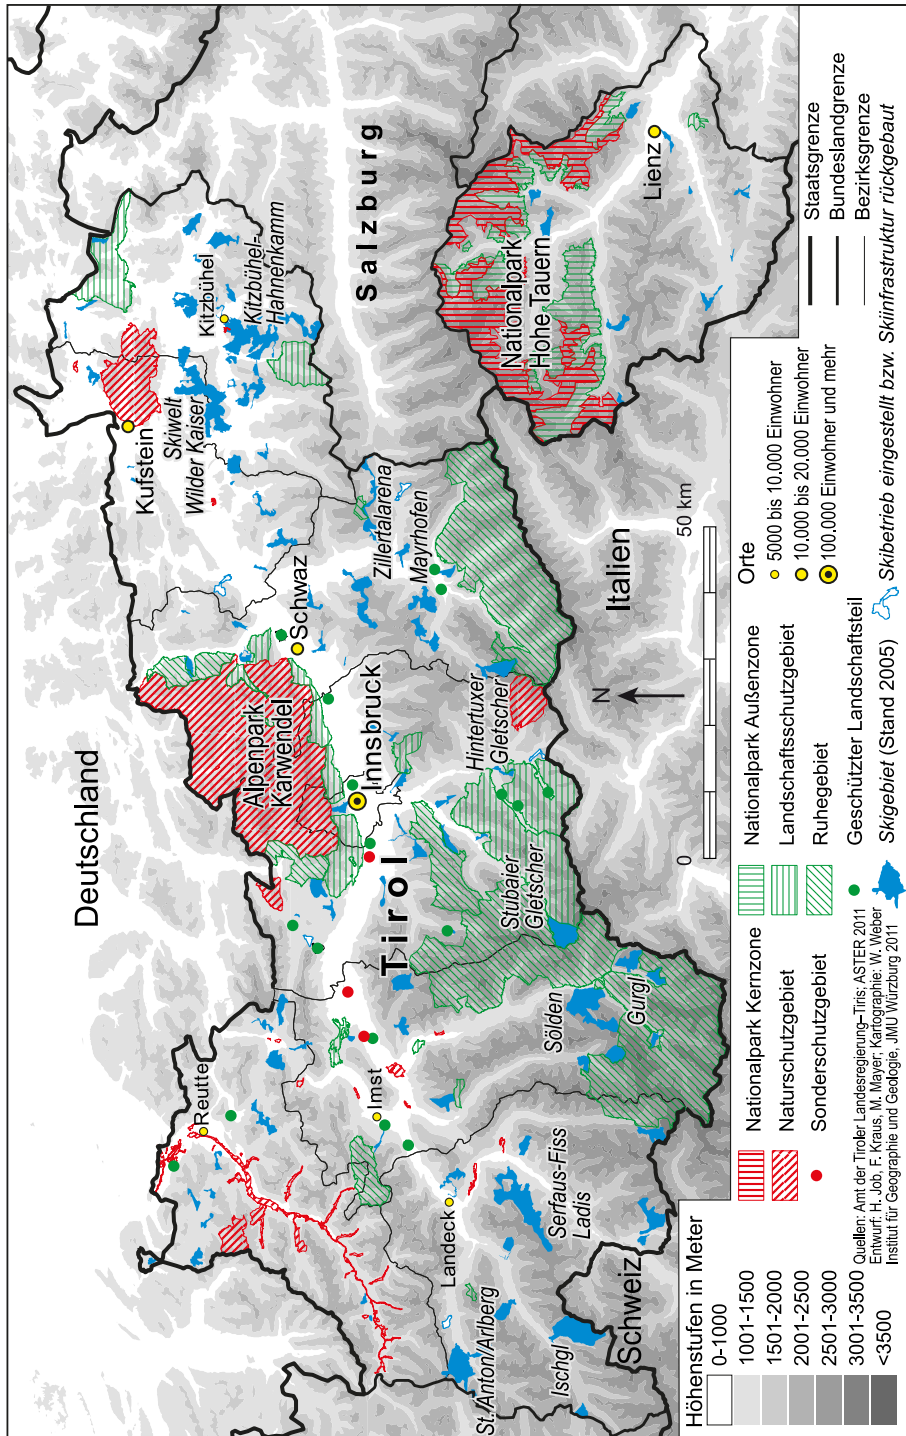 Deutschland
Reutte
Kufstein
Skiwelt
Wilder Kaiser
Kitzbühel
Kitzbühel-
Hahnenkamm
Alpenpark
Karwendel
Schwaz
Innsbruck
Imst
Landeck
St. Anton/Arlberg
Tirol
Salzburg
Zillertalarena
Mayrhofen
Hintertuxer
Gletscher
Stubaier
Gletscher
Sölden
Gurgl
Serfaus-Fiss
Ladis
Ischgl
Schweiz
Italien
Nationalpark
Hohe Tauern
Lienz
N
0
50 km
Höhenstufen in Meter
0-1000
1001-1500
1501-2000
2001-2500
2501-3000
3001-3500
<3500
Nationalpark Kernzone
Naturschutzgebiet
Sonderschutzgebiet
Nationalpark Außenzone
Landschaftsschutzgebiet
Ruhegebiet
Geschützter Landschaftsteil
Skigebiet (Stand 2005)
Skibetrieb eingestellt bzw. Skiinfrastruktur rückgebaut
Orte
5000 bis 10.000 Einwohner
10.000 bis 20.000 Einwohner
100.000 Einwohner und mehr
Staatsgrenze
Bundeslandgrenze
Bezirksgrenze
Quellen: Amt der Tiroler Landesregierung–Tiris; ASTER 2011
Entwurf: H. Job, F. Kraus, M. Mayer; Kartographie: W. Weber
Institut für Geographie und Geologie, JMU Würzburg 2011